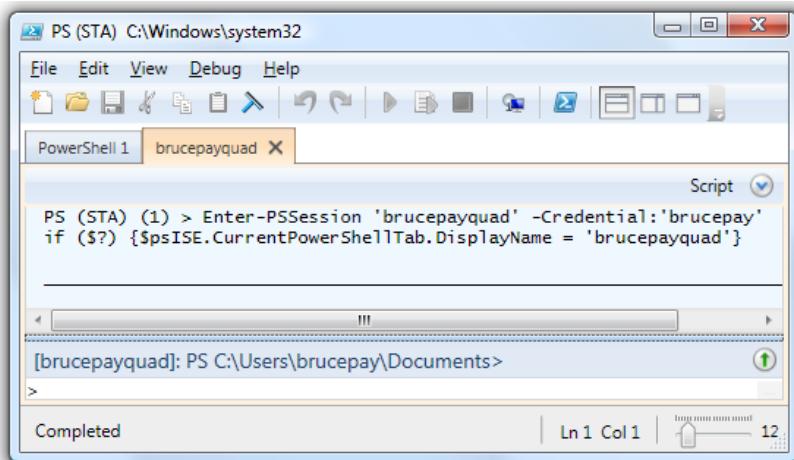 PS (STA) C:\Windows\system32
File Edit View Debug Help
PowerShell 1 brucepayquad
Script
PS (STA) (1) > Enter-PSSession 'brucepayquad' -Credential:'brucepay'
if ($?) {$psISE.CurrentPowerShellTab.DisplayName = 'brucepayquad'}
[brucepayquad]: PS C:\Users\brucepay\Documents>
>
Completed Ln 1 Col 1 12